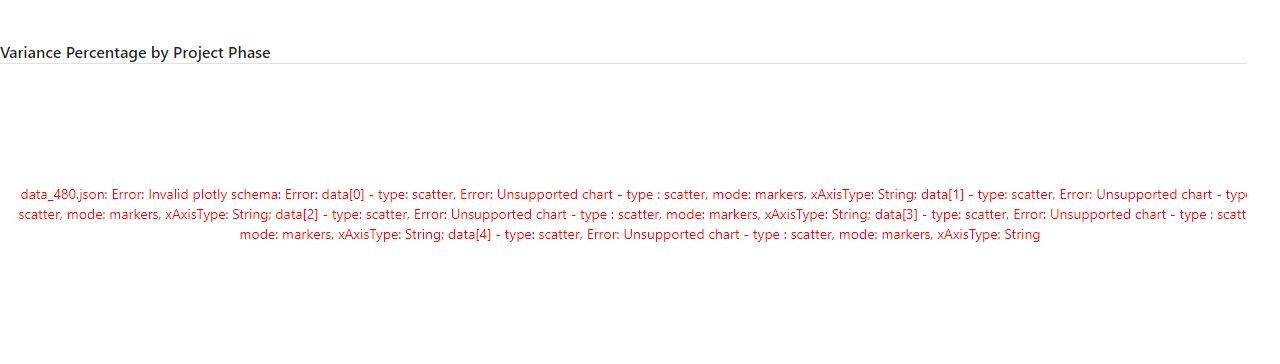 Variance Percentage by Project Phase
data_480.json: Error: Invalid plotly schema: Error: data[0] - type: scatter, Error: Unsupported chart - type : scatter, mode: markers, xAxisType: String; data[1] - type: scatter, Error: Unsupported chart - type
scatter, mode: markers, xAxisType: String; data[2] - type: scatter, Error: Unsupported chart - type : scatter, mode: markers, xAxisType: String; data[3] - type: scatter, Error: Unsupported chart - type : scatt
mode: markers, xAxisType: String; data[4] - type: scatter, Error: Unsupported chart - type : scatter, mode: markers, xAxisType: String